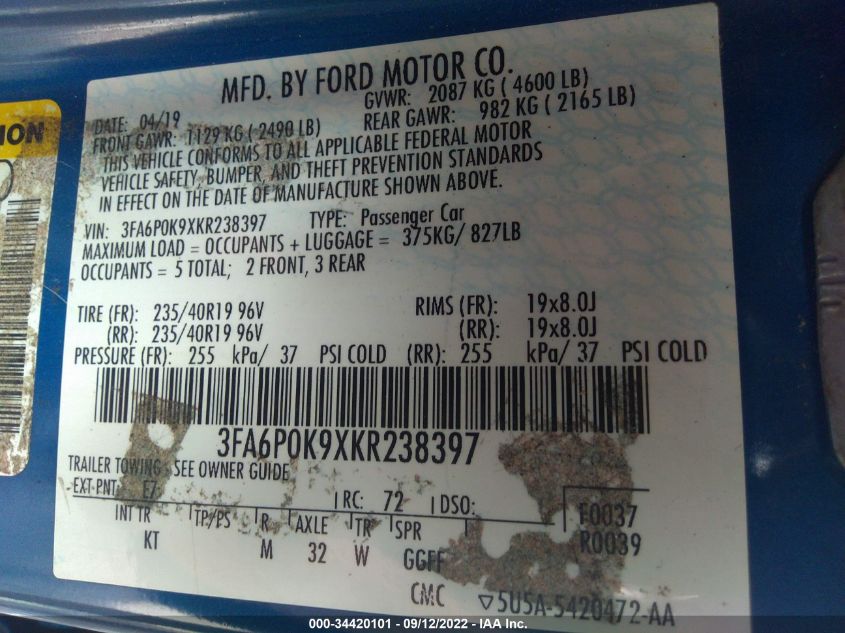 ION
MFD. BY FORD MOTOR CO.
DATE: 04/19
GVWR: 2087 KG ( 4600 LB)
FRONT GAWR: 1129 KG ( 2490 LB)
REAR GAWR: 982 KG ( 2165 LB)
THIS VEHICLE CONFORMS TO ALL APPLICABLE FEDERAL MOTOR
VEHICLE SAFETY, BUMPER, AND THEFT PREVENTION STANDARDS
IN EFFECT ON THE DATE OF MANUFACTURE SHOWN ABOVE.
VIN: 3FA6P0K9XKR238397 TYPE: Passenger Car
MAXIMUM LOAD = OCCUPANTS + LUGGAGE = 375KG/ 827LB
OCCUPANTS = 5 TOTAL; 2 FRONT, 3 REAR
TIRE (FR): 235/40R19 96V RIMS (FR): 19x8.0J
(RR): 235/40R19 96V (RR): 19x8.0J
PRESSURE (FR): 255 kPa/ 37 PSI COLD (RR): 255 kPa/ 37 PSI COLD
3FA6P0K9XKR238397
TRAILER TOWING - SEE OWNER GUIDE
EXT PNT: E7 RC: 72 DSO:
INT TR TP/PS R AXLE TR SPR F0037
KT M 32 W GGFF R0039
CMC ▽5U5A-5420472-AA
000-34420101 - 09/12/2022 - IAA Inc.